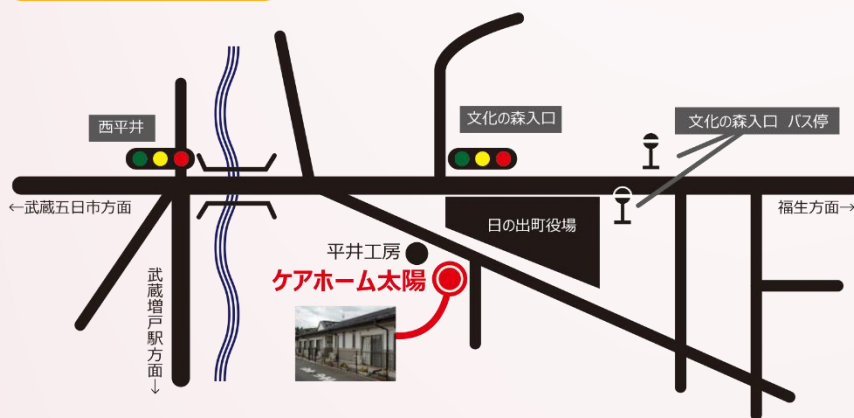 西平井
文化の森入口
文化の森入口 バス停
←武蔵五日市方面
福生方面→
日の出町役場
平井工房
ケアホーム太陽
武蔵増戸駅方面→